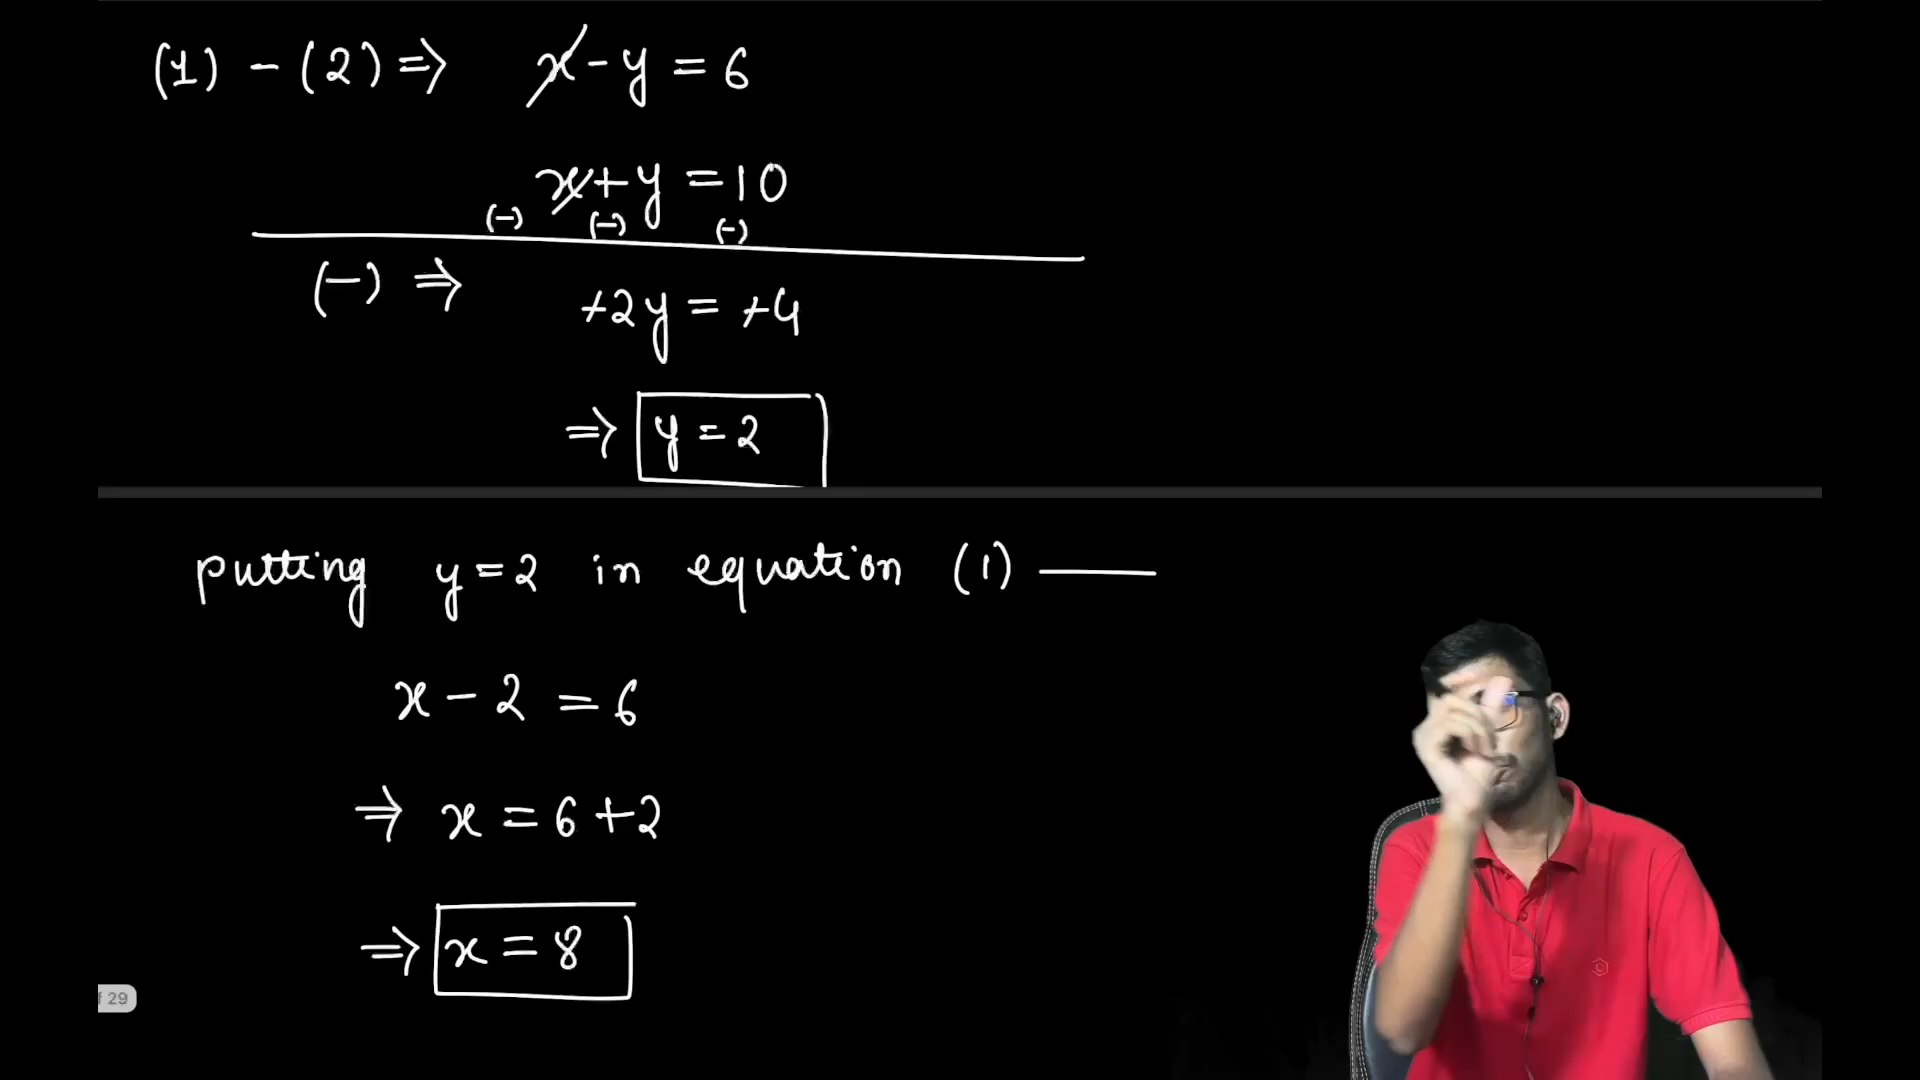 (1) - (2) ⇒ x - y = 6
x + y = 10
(-) (-) (-)
(-) ⇒ +2y = +4
⇒ y = 2
putting y = 2 in equation (1) —
x - 2 = 6
⇒ x = 6 + 2
⇒ x = 8
29